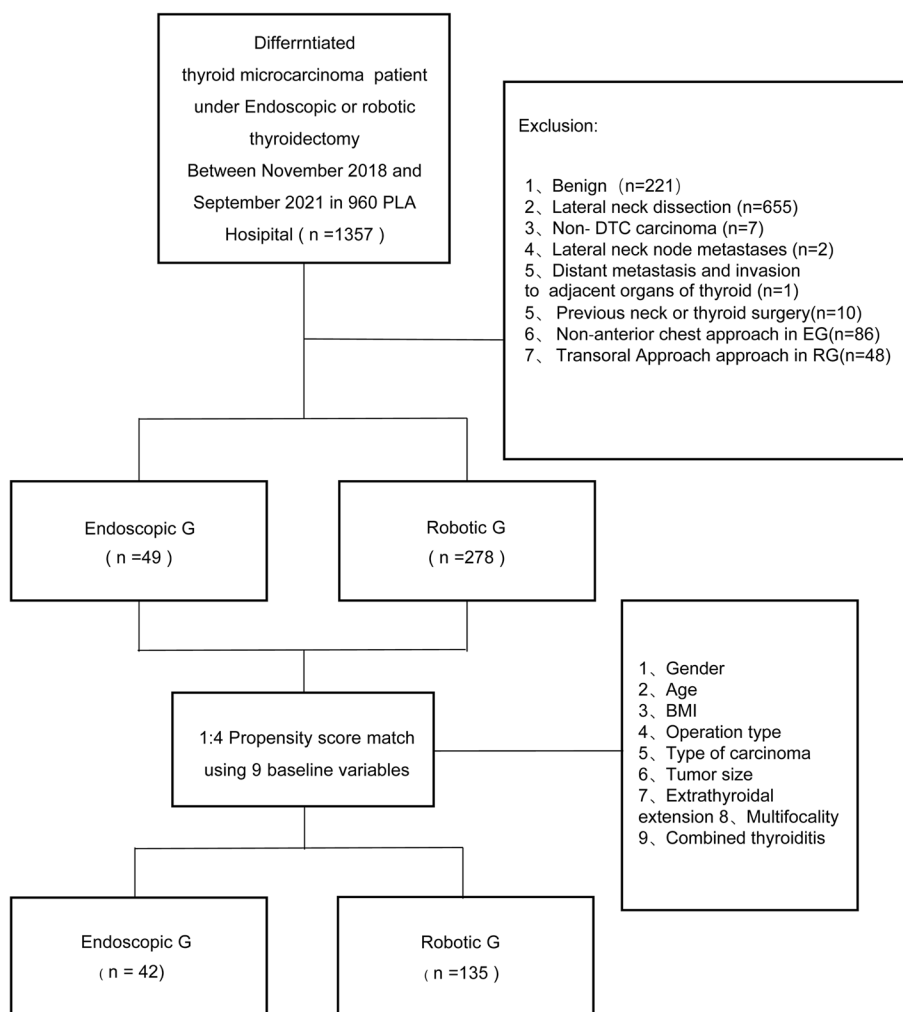 Differrntiated
thyroid microcarcinoma patient
under Endoscopic or robotic
thyroidectomy
Between November 2018 and
September 2021 in 960 PLA
Hosipital ( n =1357 )
Exclusion:
1、Benign（n=221）
2、Lateral neck dissection (n=655)
3、Non- DTC carcinoma (n=7)
4、Lateral neck node metastases (n=2)
5、Distant metastasis and invasion
to adjacent organs of thyroid (n=1)
5、 Previous neck or thyroid surgery(n=10)
6、 Non-anterior chest approach in EG(n=86)
7、 Transoral Approach approach in RG(n=48)
Endoscopic G
( n =49 )
Robotic G
( n =278 )
1:4 Propensity score match
using 9 baseline variables
1、Gender
2、Age
3、BMI
4、Operation type
5、Type of carcinoma
6、Tumor size
7、Extrathyroidal
extension 8、Multifocality
9、Combined thyroiditis
Endoscopic G
( n = 42)
Robotic G
( n =135 )